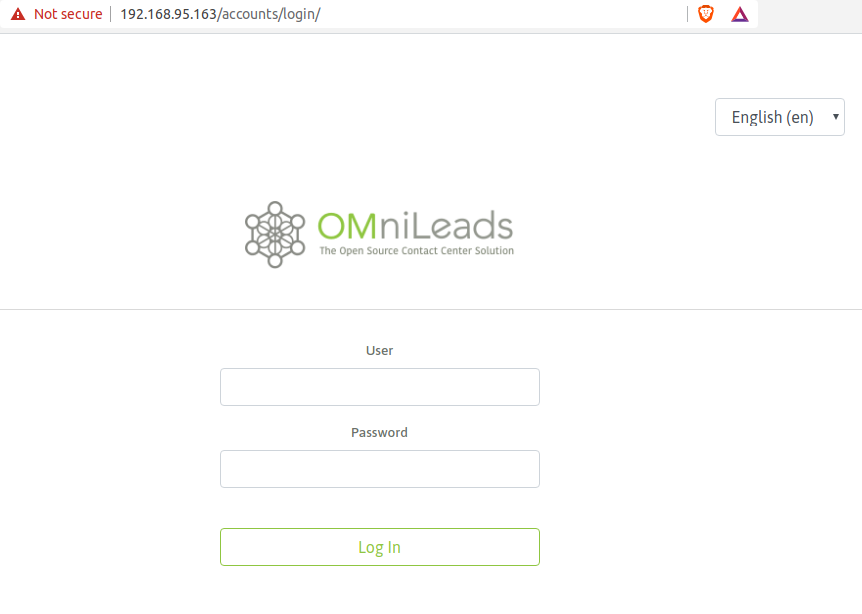 Not secure 192.168.95.163/accounts/login/
English (en)
OMniLeads
The Open Source Contact Center Solution
User
Password
Log In